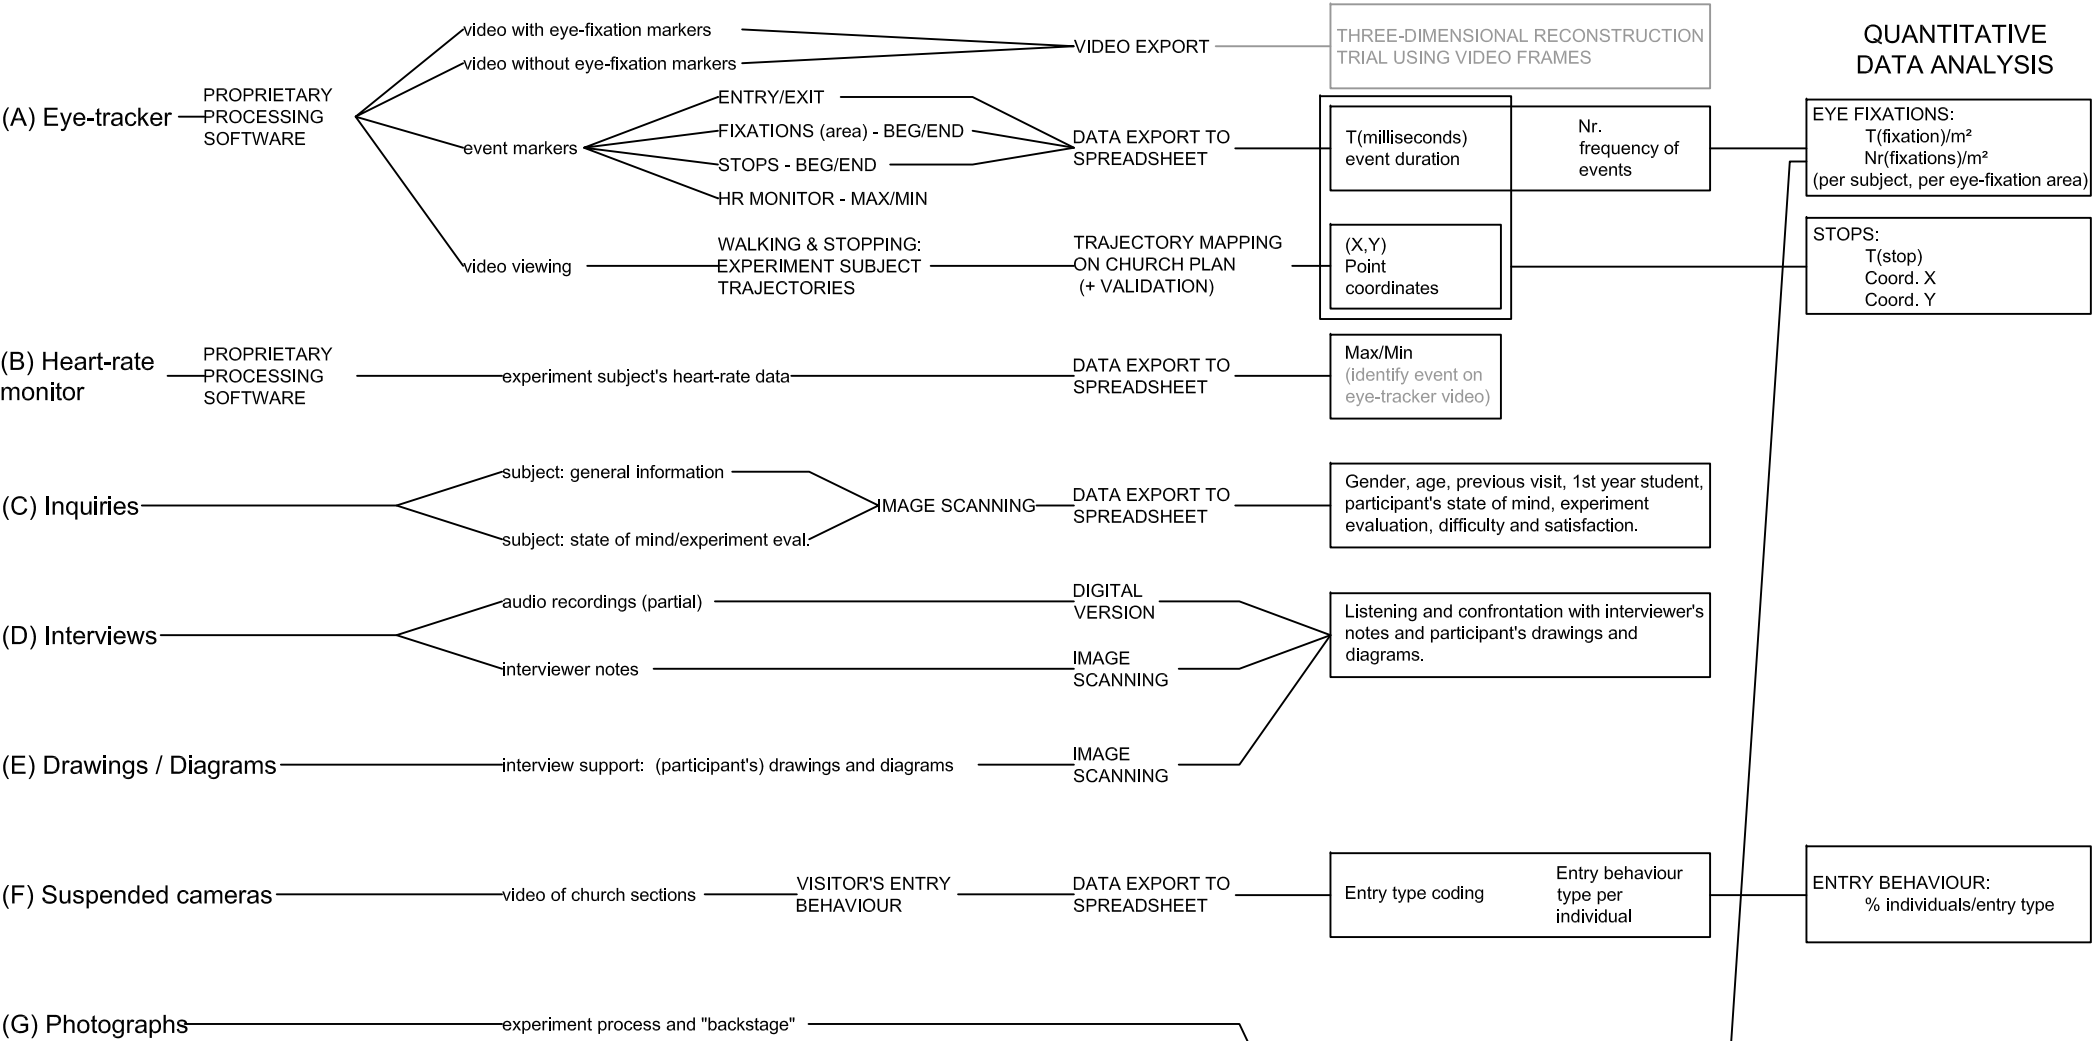 QUANTITATIVE
DATA ANALYSIS
(A) Eye-tracker
PROPRIETARY
PROCESSING
SOFTWARE
video with eye-fixation markers
video without eye-fixation markers
VIDEO EXPORT
THREE-DIMENSIONAL RECONSTRUCTION
TRIAL USING VIDEO FRAMES
event markers
ENTRY/EXIT
FIXATIONS (area) - BEG/END
STOPS - BEG/END
HR MONITOR - MAX/MIN
DATA EXPORT TO
SPREADSHEET
T(milliseconds)
event duration
Nr.
frequency of
events
EYE FIXATIONS:
T(fixation)/m²
Nr(fixations)/m²
(per subject, per eye-fixation area)
video viewing
WALKING & STOPPING:
EXPERIMENT SUBJECT
TRAJECTORIES
TRAJECTORY MAPPING
ON CHURCH PLAN
(+ VALIDATION)
(X,Y)
Point
coordinates
STOPS:
T(stop)
Coord. X
Coord. Y
(B) Heart-rate
monitor
PROPRIETARY
PROCESSING
SOFTWARE
experiment subject's heart-rate data
DATA EXPORT TO
SPREADSHEET
Max/Min
(identify event on
eye-tracker video)
(C) Inquiries
subject: general information
subject: state of mind/experiment eval.
IMAGE SCANNING
DATA EXPORT TO
SPREADSHEET
Gender, age, previous visit, 1st year student,
participant's state of mind, experiment
evaluation, difficulty and satisfaction.
(D) Interviews
audio recordings (partial)
DIGITAL
VERSION
interviewer notes
IMAGE
SCANNING
Listening and confrontation with interviewer's
notes and participant's drawings and
diagrams.
(E) Drawings / Diagrams
interview support: (participant's) drawings and diagrams
IMAGE
SCANNING
(F) Suspended cameras
video of church sections
VISITOR'S ENTRY
BEHAVIOUR
DATA EXPORT TO
SPREADSHEET
Entry type coding
Entry behaviour
type per
individual
ENTRY BEHAVIOUR:
% individuals/entry type
(G) Photographs
experiment process and "backstage"